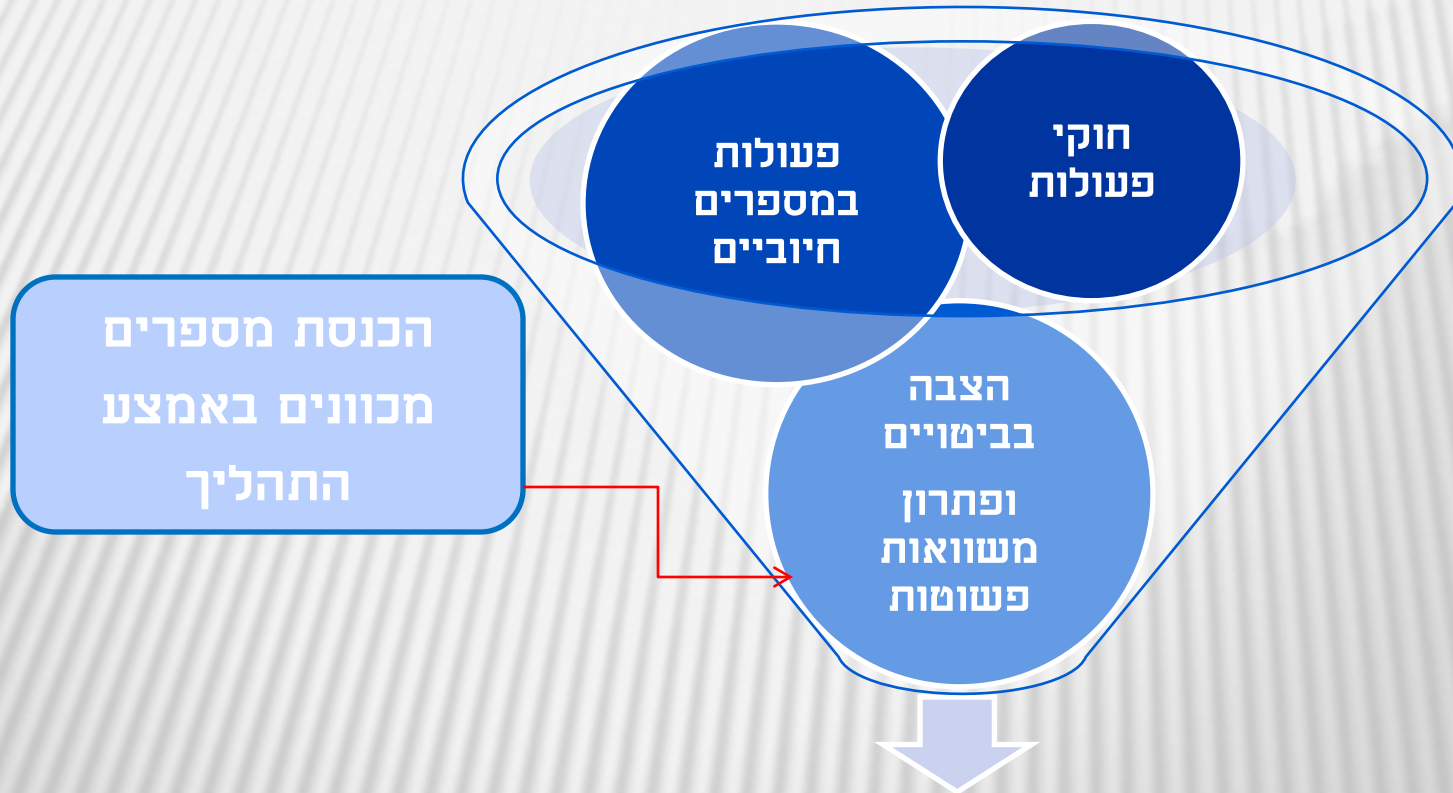 חוקי
פעולות
פעולות
במספרים
חיוביים
הצבה
בביטויים
ופתרון
משוואות
פשוטות
הכנסת מספרים
מכוונים באמצע
התהליך